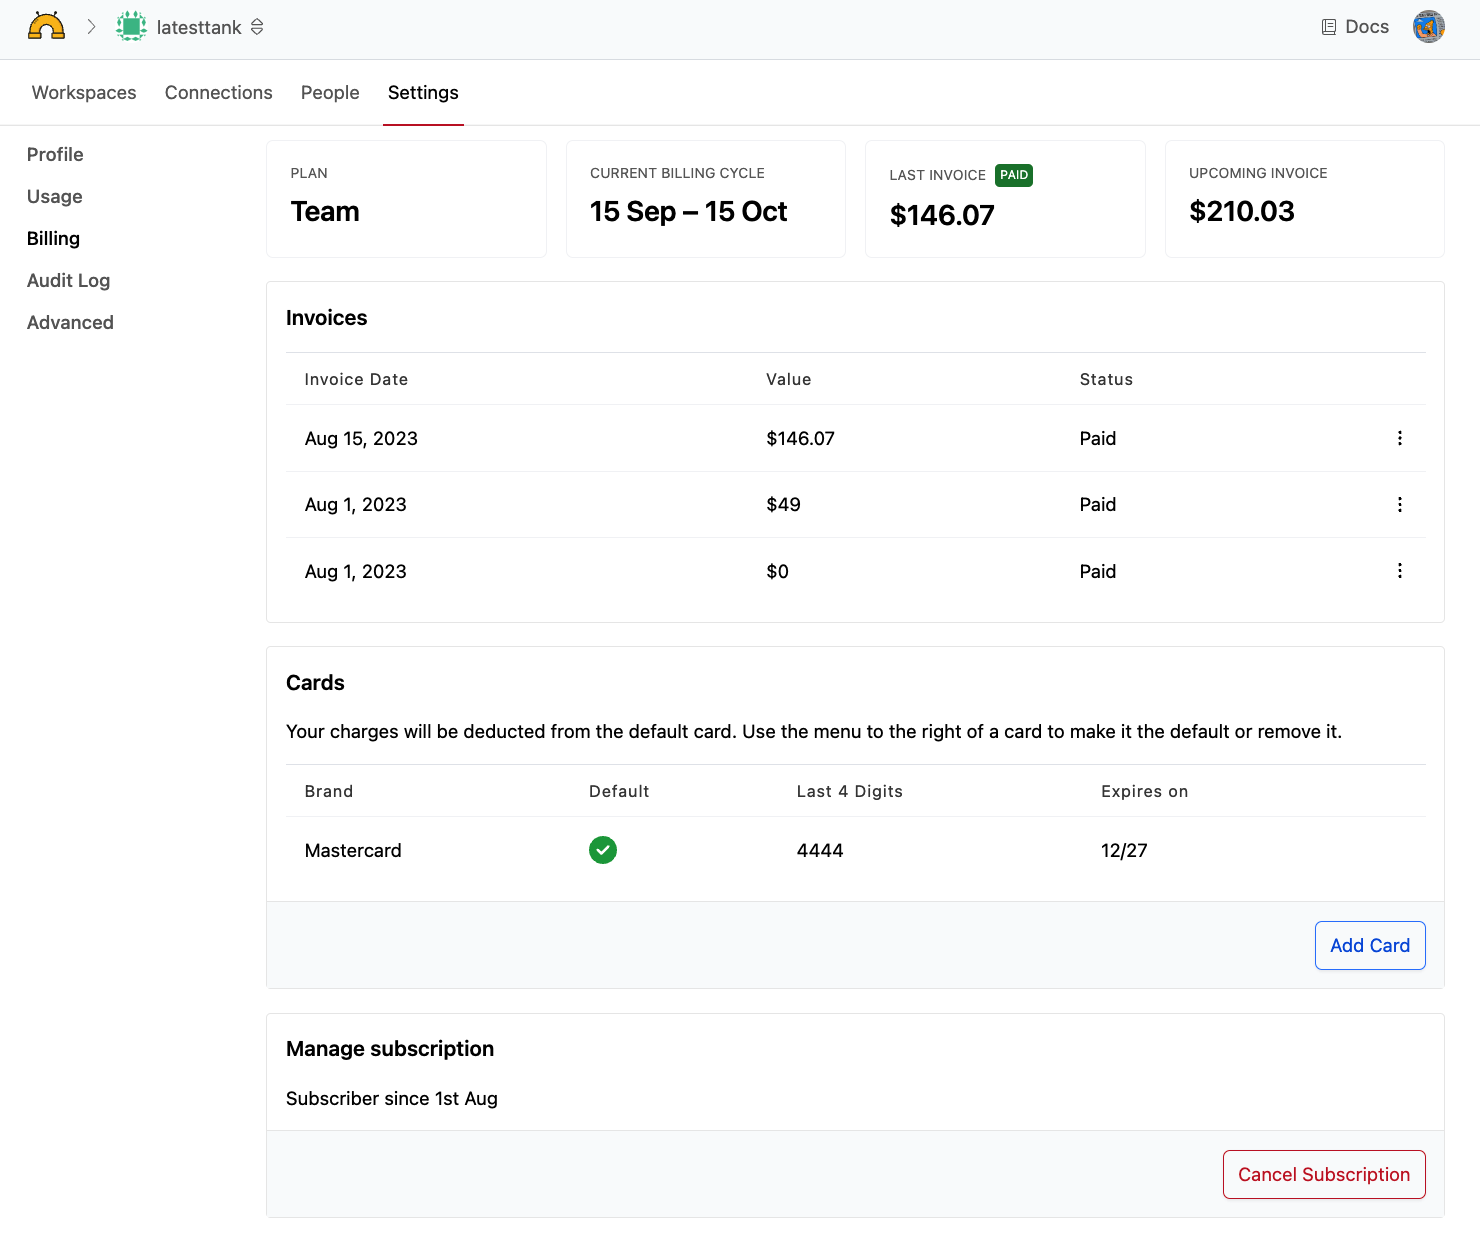 latesttank
Docs
Workspaces Connections People Settings
Profile
Usage
Billing
Audit Log
Advanced
PLAN
Team
CURRENT BILLING CYCLE
15 Sep – 15 Oct
LAST INVOICE PAID
$146.07
UPCOMING INVOICE
$210.03
Invoices
Invoice Date Value Status
Aug 15, 2023 $146.07 Paid
Aug 1, 2023 $49 Paid
Aug 1, 2023 $0 Paid
Cards
Your charges will be deducted from the default card. Use the menu to the right of a card to make it the default or remove it.
Brand Default Last 4 Digits Expires on
Mastercard 4444 12/27
Add Card
Manage subscription
Subscriber since 1st Aug
Cancel Subscription